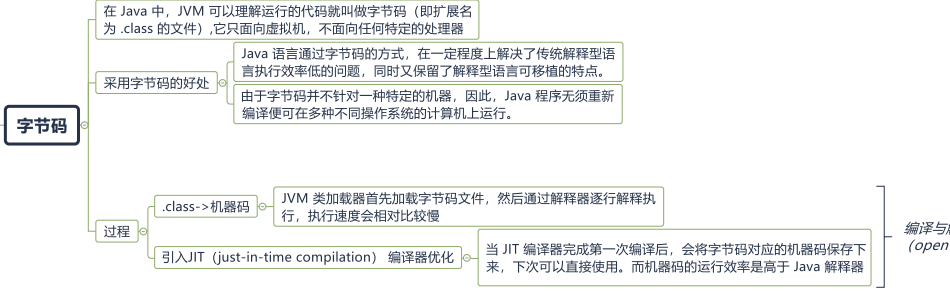 在 Java 中，JVM 可以理解运行的代码就叫做字节码（即扩展名
为 .class 的文件）,它只面向虚拟机，不面向任何特定的处理器
Java 语言通过字节码的方式，在一定程度上解决了传统解释型语
言执行效率低的问题，同时又保留了解释型语言可移植的特点。
采用字节码的好处
由于字节码并不针对一种特定的机器，因此，Java 程序无须重新
编译便可在多种不同操作系统的计算机上运行。
字节码
JVM 类加载器首先加载字节码文件，然后通过解释器逐行解释执
行，执行速度会相对比较慢
.class->机器码
过程
编译与
（open
引入JIT（just-in-time compilation） 编译器优化
当 JIT 编译器完成第一次编译后，会将字节码对应的机器码保存下
来，下次可以直接使用。而机器码的运行效率是高于 Java 解释器